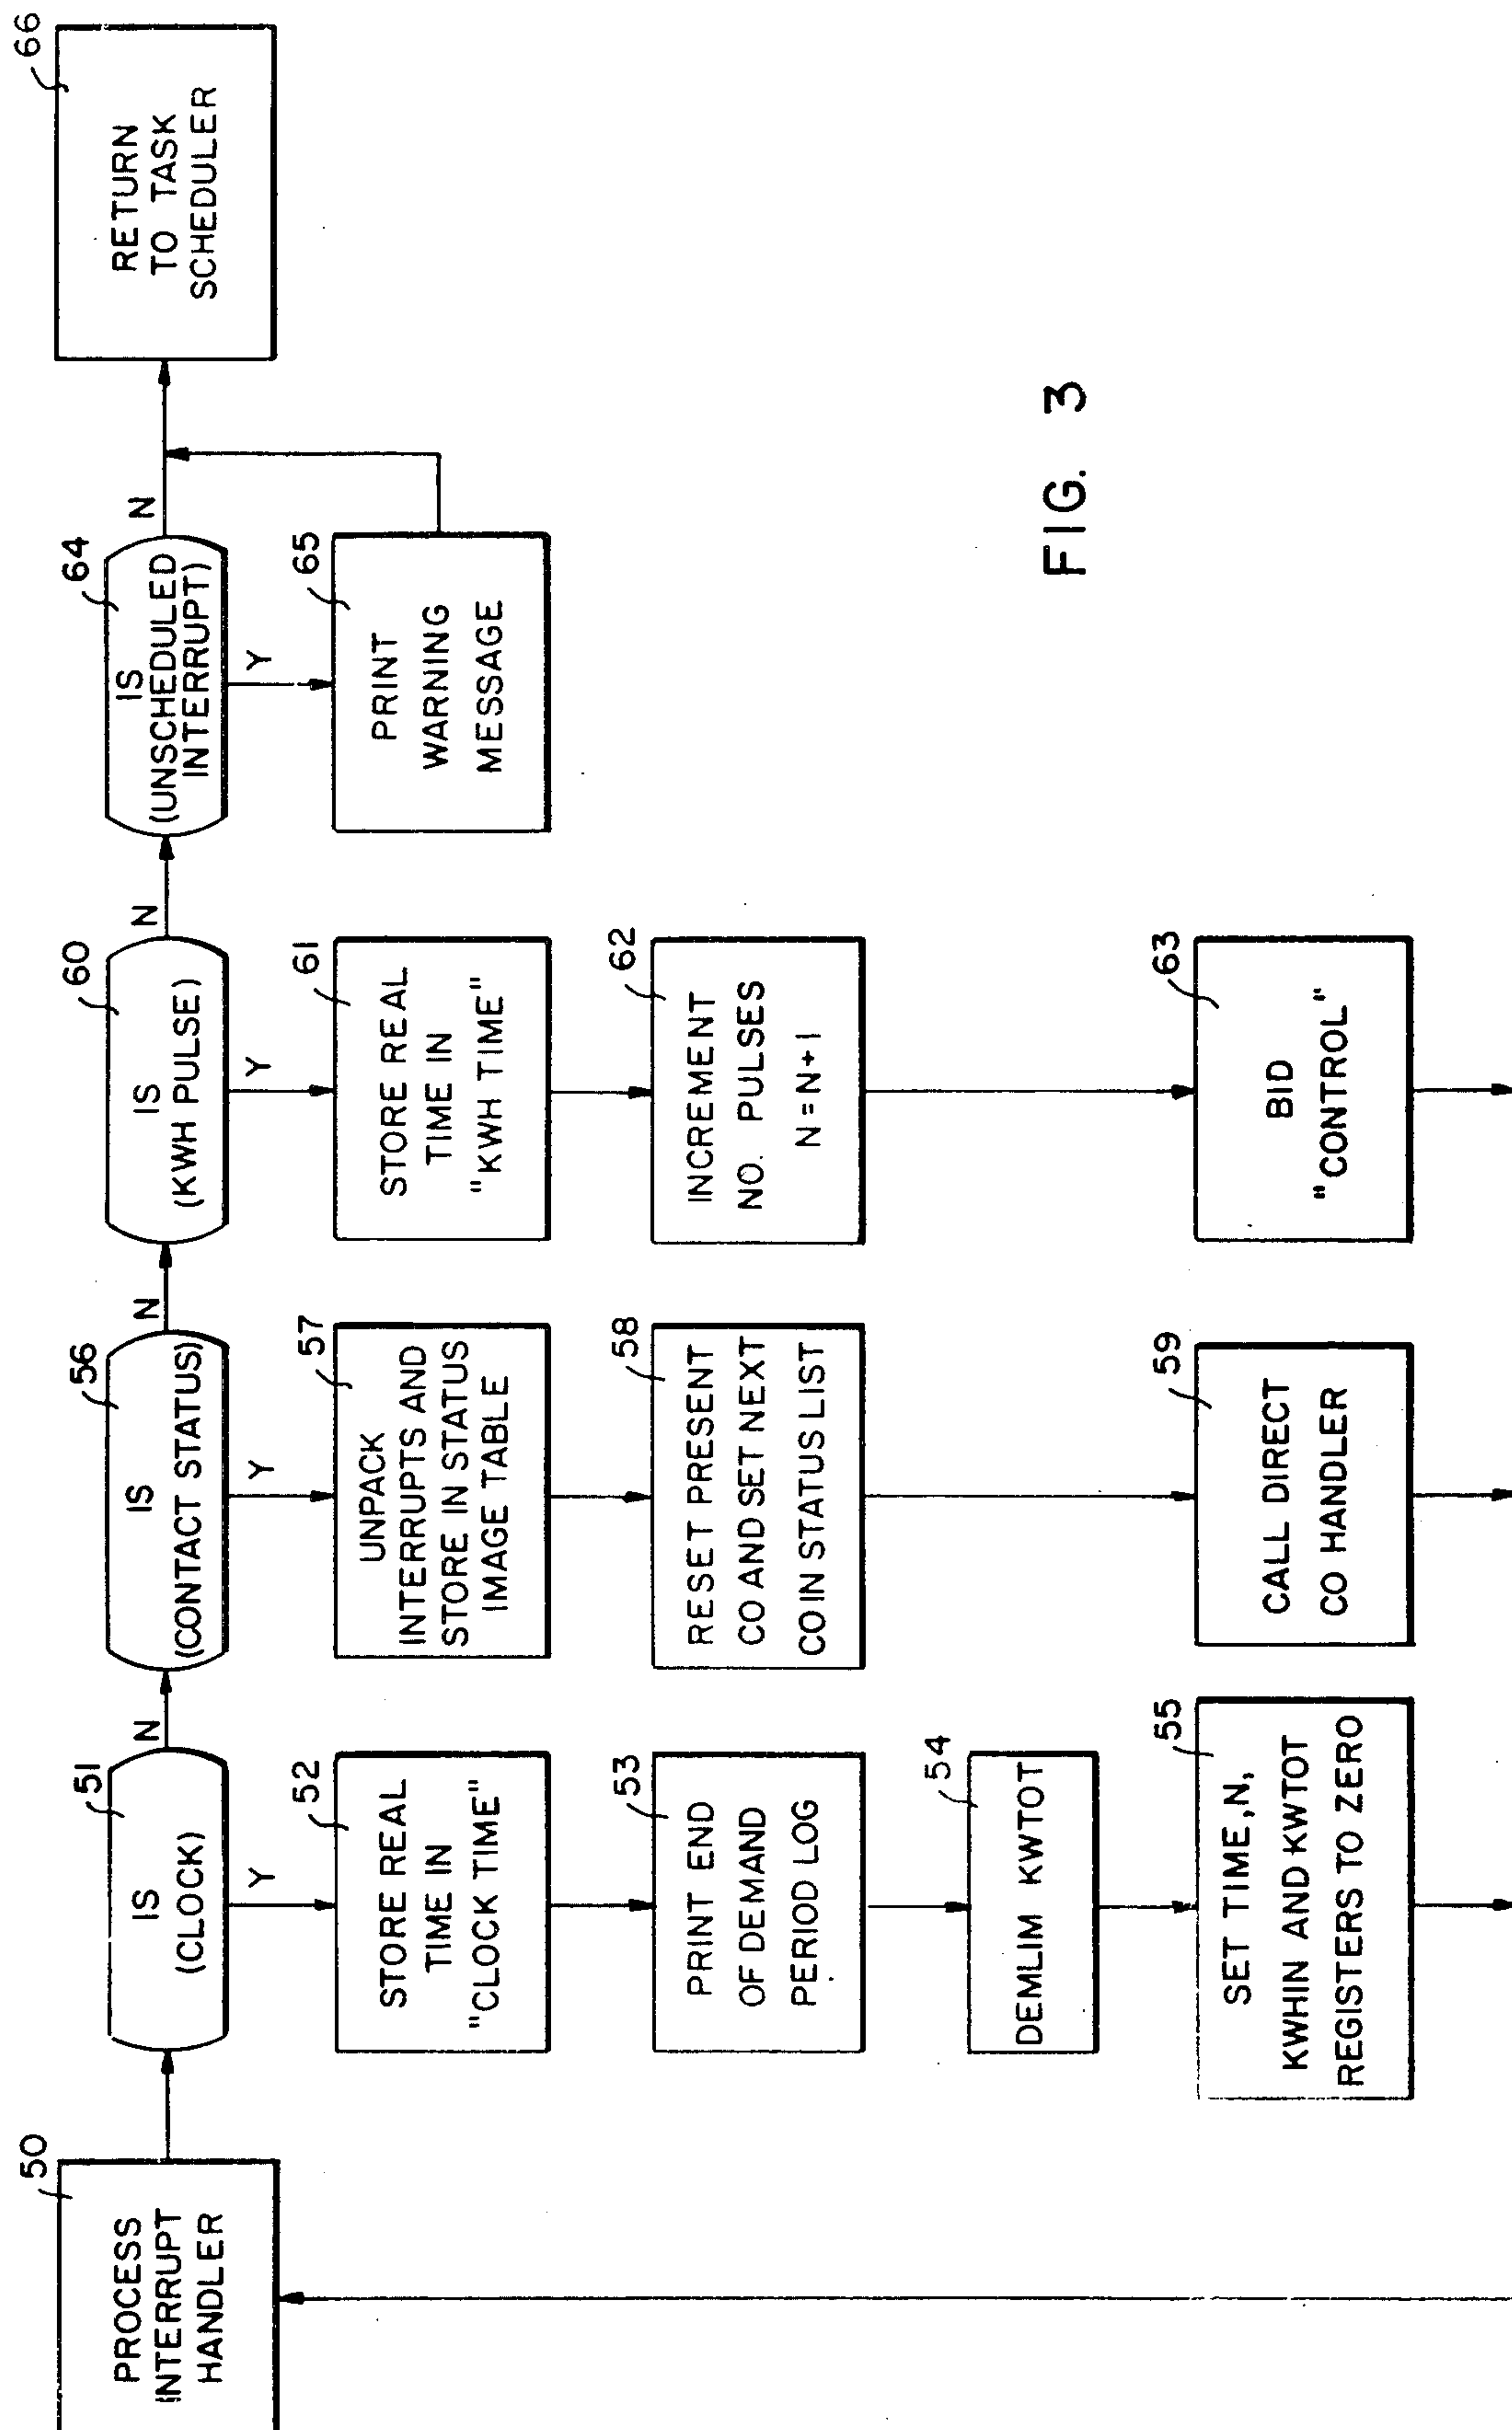 50
PROCESS
INTERRUPT
HANDLER
51
IS
(CLOCK)
N
Y
52
STORE REAL
TIME IN
"CLOCK TIME"
53
PRINT END
OF DEMAND
PERIOD LOG
54
DEMLIM KWTOT
55
SET TIME, N,
KWHIN AND KWTOT
REGISTERS TO ZERO
56
IS
(CONTACT STATUS)
N
Y
57
UNPACK
INTERRUPTS AND
STORE IN STATUS
IMAGE TABLE
58
RESET PRESENT
CO AND SET NEXT
CO IN STATUS LIST
59
CALL DIRECT
CO HANDLER
60
IS
(KWH PULSE)
N
Y
61
STORE REAL
TIME IN
"KWH TIME"
62
INCREMENT
NO. PULSES
N = N + 1
63
BID
"CONTROL"
64
IS
(UNSCHEDULED
INTERRUPT)
N
Y
65
PRINT
WARNING
MESSAGE
66
RETURN
TO TASK
SCHEDULER
FIG. 3